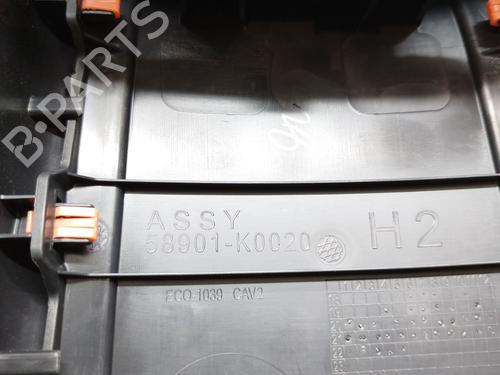 B-PARTS
ASSY
58901-K0020
H2
ECO-1039 CAV2